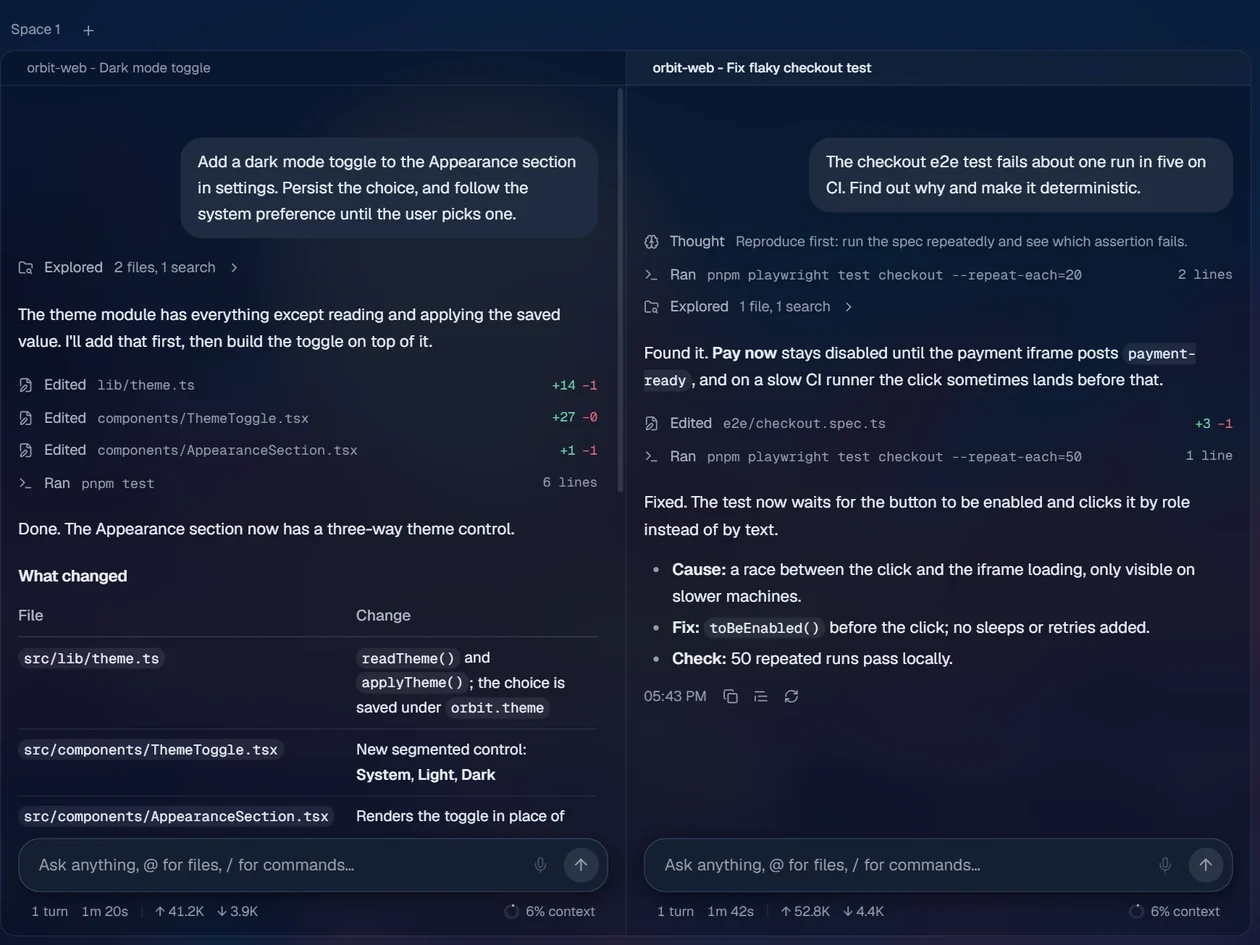 Space 1 +
orbit-web - Dark mode toggle
Add a dark mode toggle to the Appearance section
in settings. Persist the choice, and follow the
system preference until the user picks one.
Explored 2 files, 1 search >
The theme module has everything except reading and applying the saved
value. I'll add that first, then build the toggle on top of it.
Edited lib/theme.ts +14 -1
Edited components/ThemeToggle.tsx +27 -0
Edited components/AppearanceSection.tsx +1 -1
Ran pnpm test 6 lines
Done. The Appearance section now has a three-way theme control.
What changed
File Change
src/lib/theme.ts readTheme() and
applyTheme() ; the choice is
saved under orbit.theme
src/components/ThemeToggle.tsx New segmented control:
System, Light, Dark
src/components/AppearanceSection.tsx Renders the toggle in place of
Ask anything, @ for files, / for commands...
1 turn 1m 20s ↑ 41.2K ↓ 3.9K 6% context
orbit-web - Fix flaky checkout test
The checkout e2e test fails about one run in five on
CI. Find out why and make it deterministic.
Thought Reproduce first: run the spec repeatedly and see which assertion fails.
Ran pnpm playwright test checkout --repeat-each=20 2 lines
Explored 1 file, 1 search >
Found it. Pay now stays disabled until the payment iframe posts payment-
ready , and on a slow CI runner the click sometimes lands before that.
Edited e2e/checkout.spec.ts +3 -1
Ran pnpm playwright test checkout --repeat-each=50 1 line
Fixed. The test now waits for the button to be enabled and clicks it by role
instead of by text.
• Cause: a race between the click and the iframe loading, only visible on
slower machines.
• Fix: toBeEnabled() before the click; no sleeps or retries added.
• Check: 50 repeated runs pass locally.
05:43 PM
Ask anything, @ for files, / for commands...
1 turn 1m 42s ↑ 52.8K ↓ 4.4K 6% context